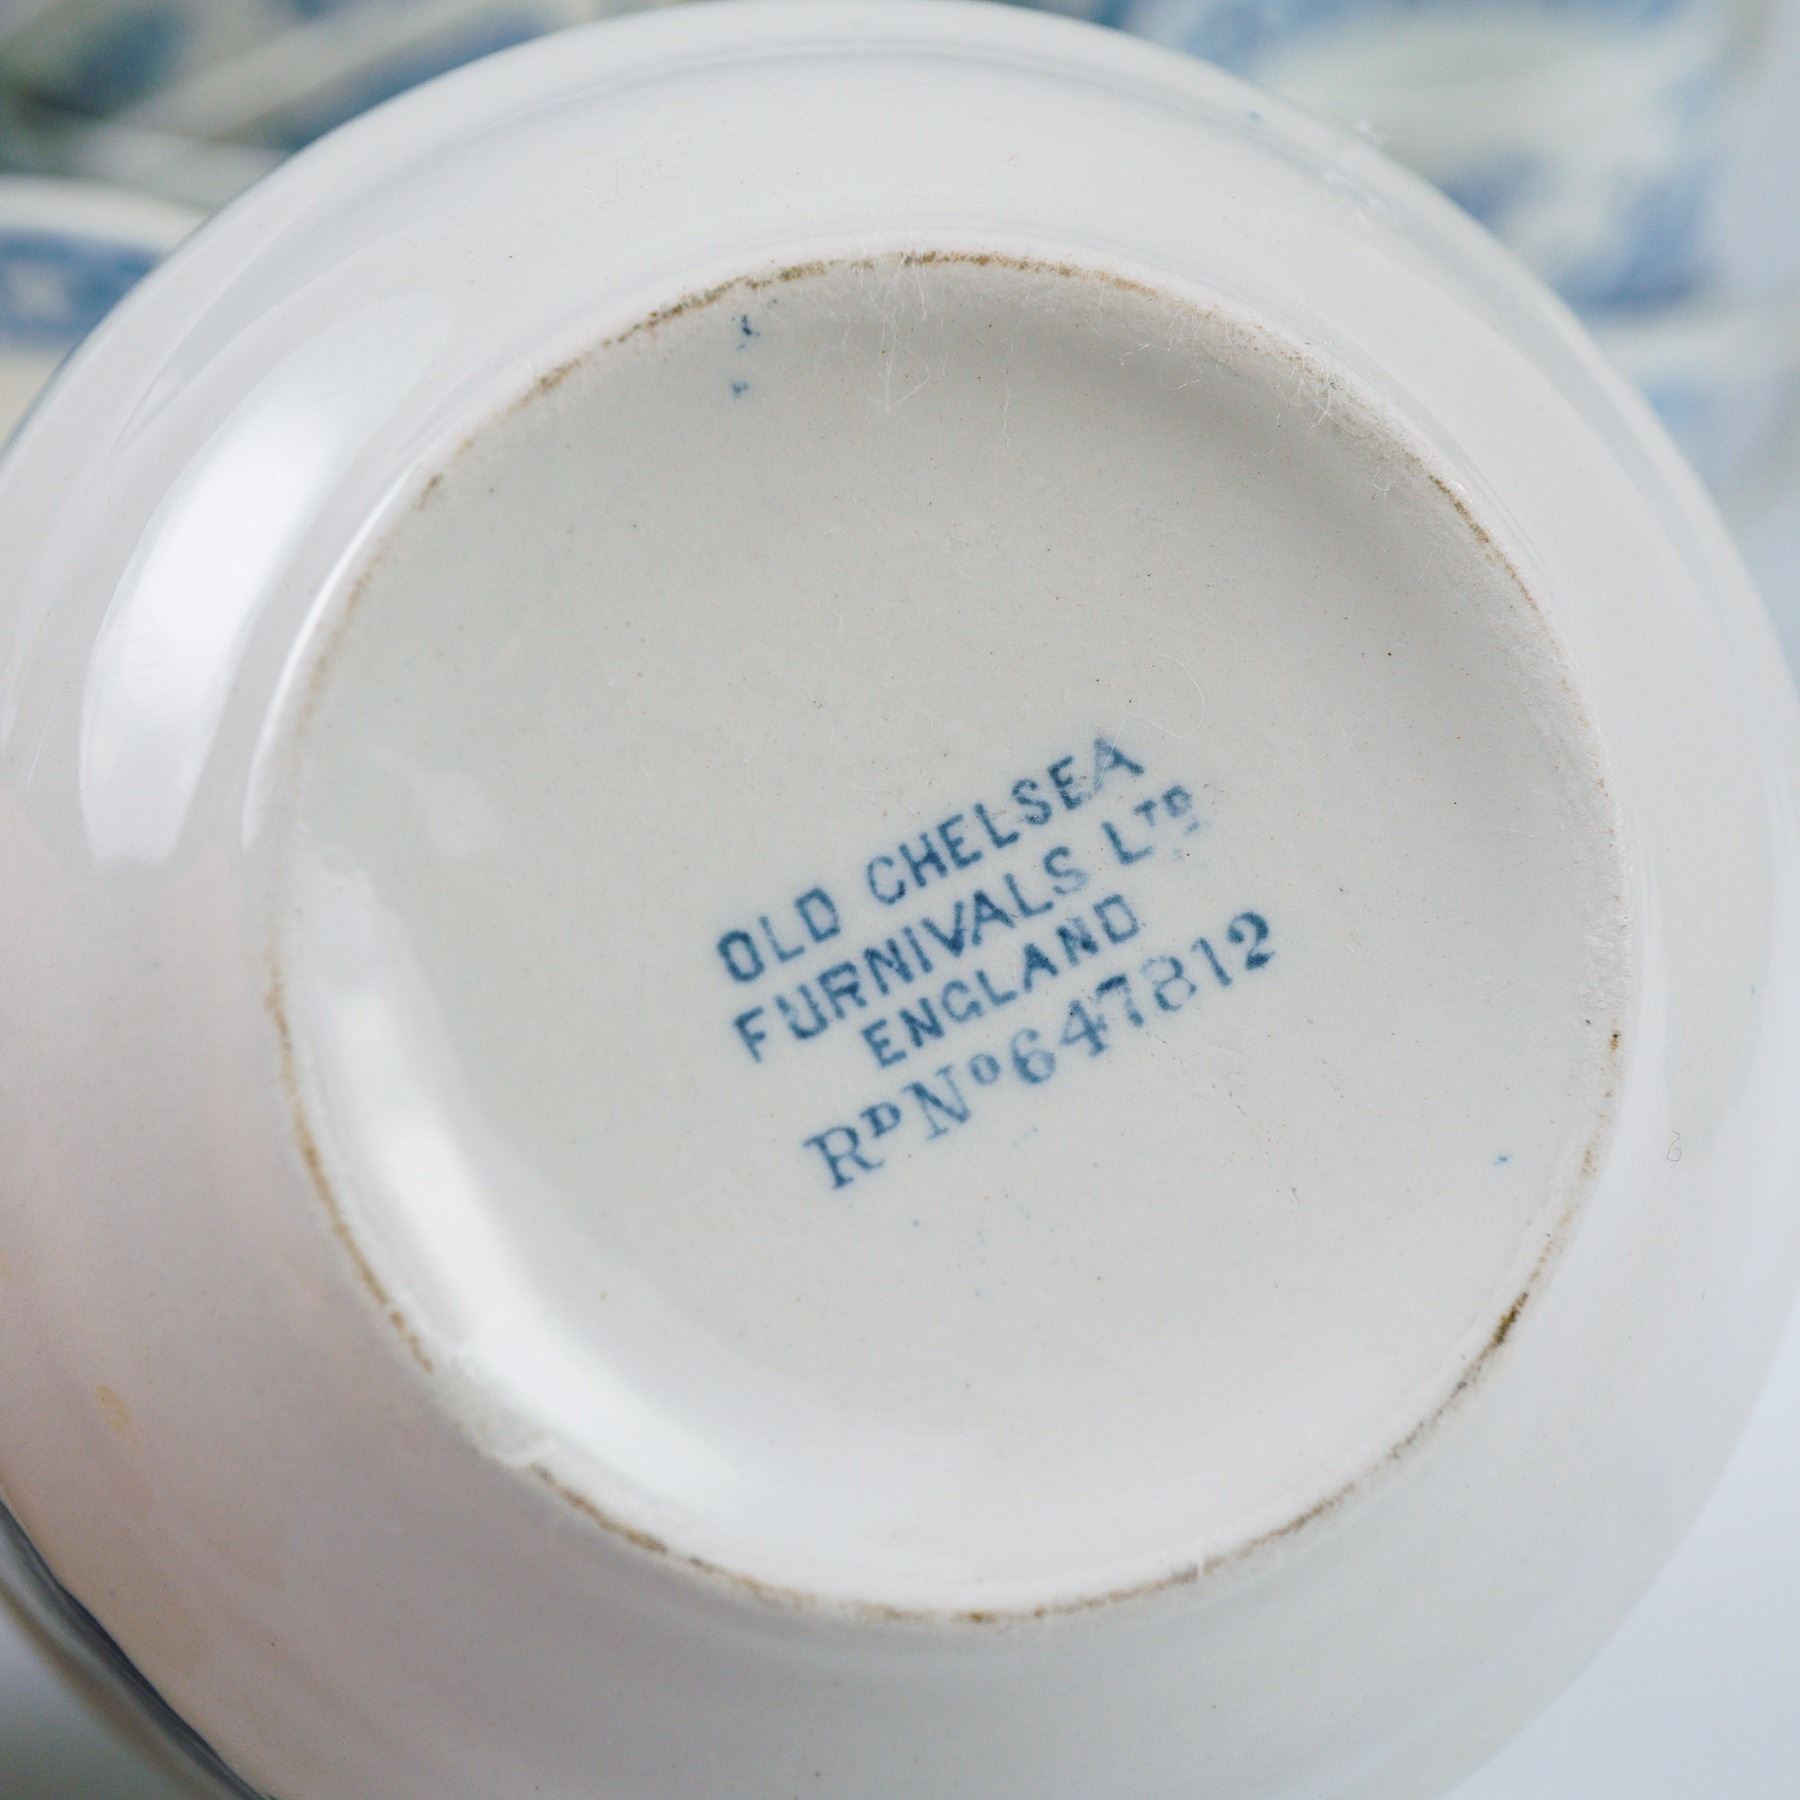 OLD CHELSEA
FURNIVALS LTD
ENGLAND
RD No 647812